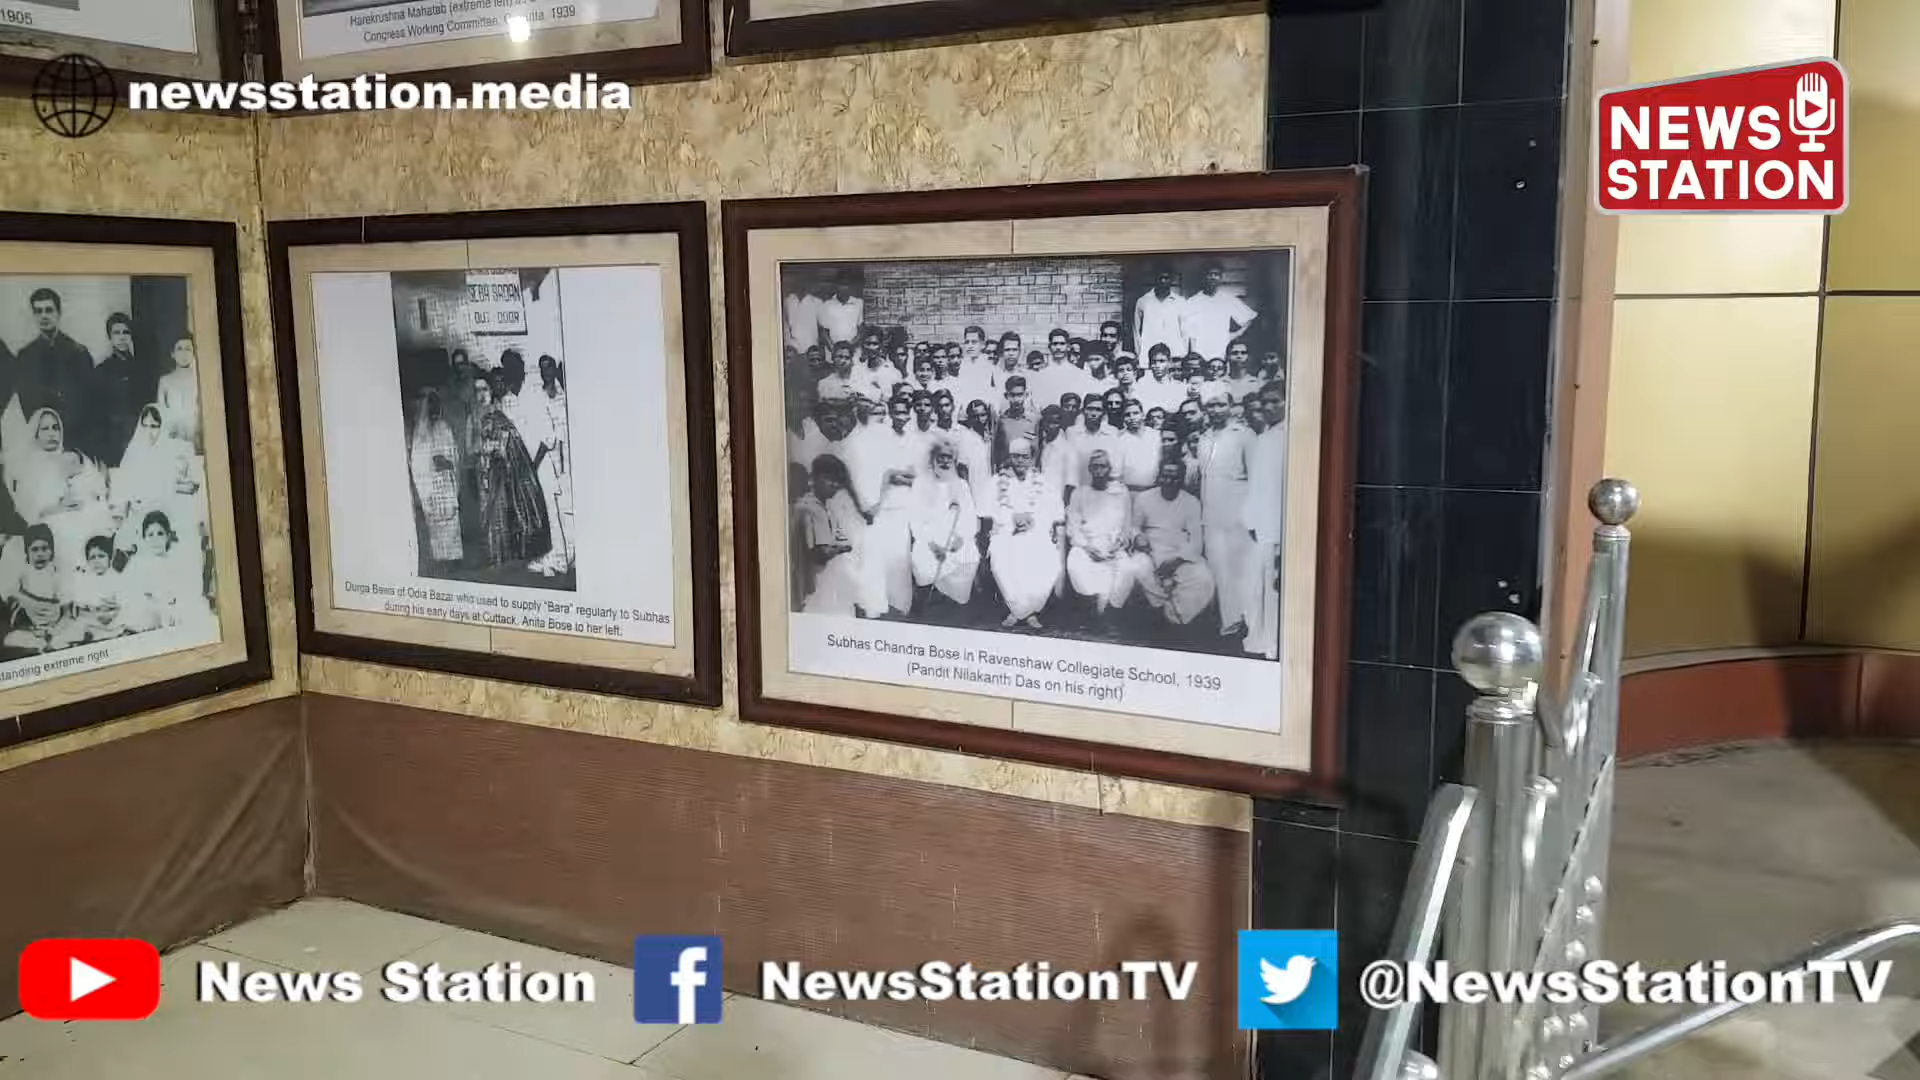 1905
Harekrushna Mahatab (extreme left)
Congress Working Committee, 1939
newsstation.media
NEWS
STATION
SEBA SADAN
OUT DOOR
Durga Bawa of Odia Bazar who used to supply "Bara" regularly to Subhas
during his early days at Cuttack. Anita Bose to her left.
Subhas Chandra Bose in Ravenshaw Collegiate School, 1939
(Pandit Nilakanth Das on his right)
standing extreme right
News Station
NewsStationTV
@NewsStationTV